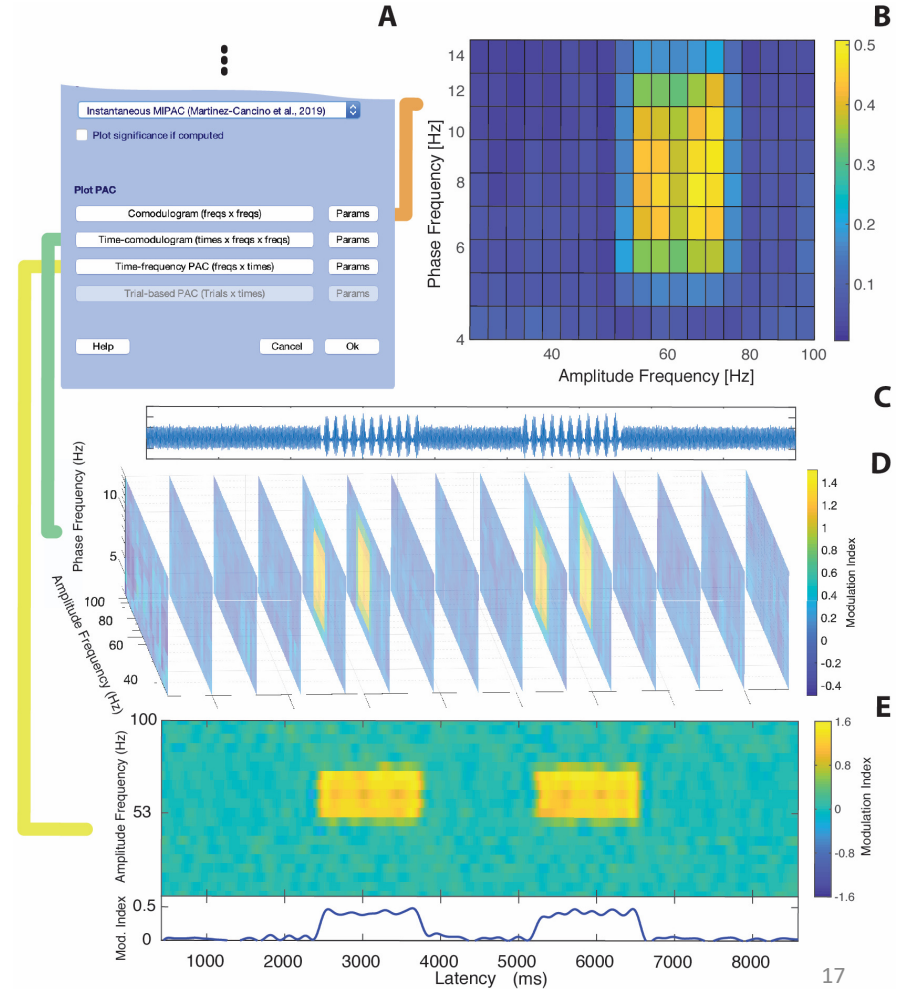 A
Instantaneous MIPAC (Martinez-Cancino et al., 2019)
Plot significance if computed
Plot PAC
Comodulogram (freqs x freqs)
Params
Time-comodulogram (times x freqs x freqs)
Params
Time-frequency PAC (freqs x times)
Params
Trial-based PAC (Trials x times)
Params
Help
Cancel
Ok
B
Phase Frequency [Hz]
14
12
10
8
6
4
40
60
80
100
Amplitude Frequency [Hz]
0.5
0.4
0.3
0.2
0.1
C
D
Phase Frequency (Hz)
10
5
Amplitude Frequency (Hz)
100
80
60
40
1.4
1.2
1
0.8
0.6
0.4
0.2
0
-0.2
-0.4
Modulation Index
E
Amplitude Frequency (Hz)
100
53
1.6
0.8
0
-0.8
-1.6
Modulation Index
Mod. Index
0.5
0
1000
2000
3000
4000
5000
6000
7000
8000
Latency (ms)
17